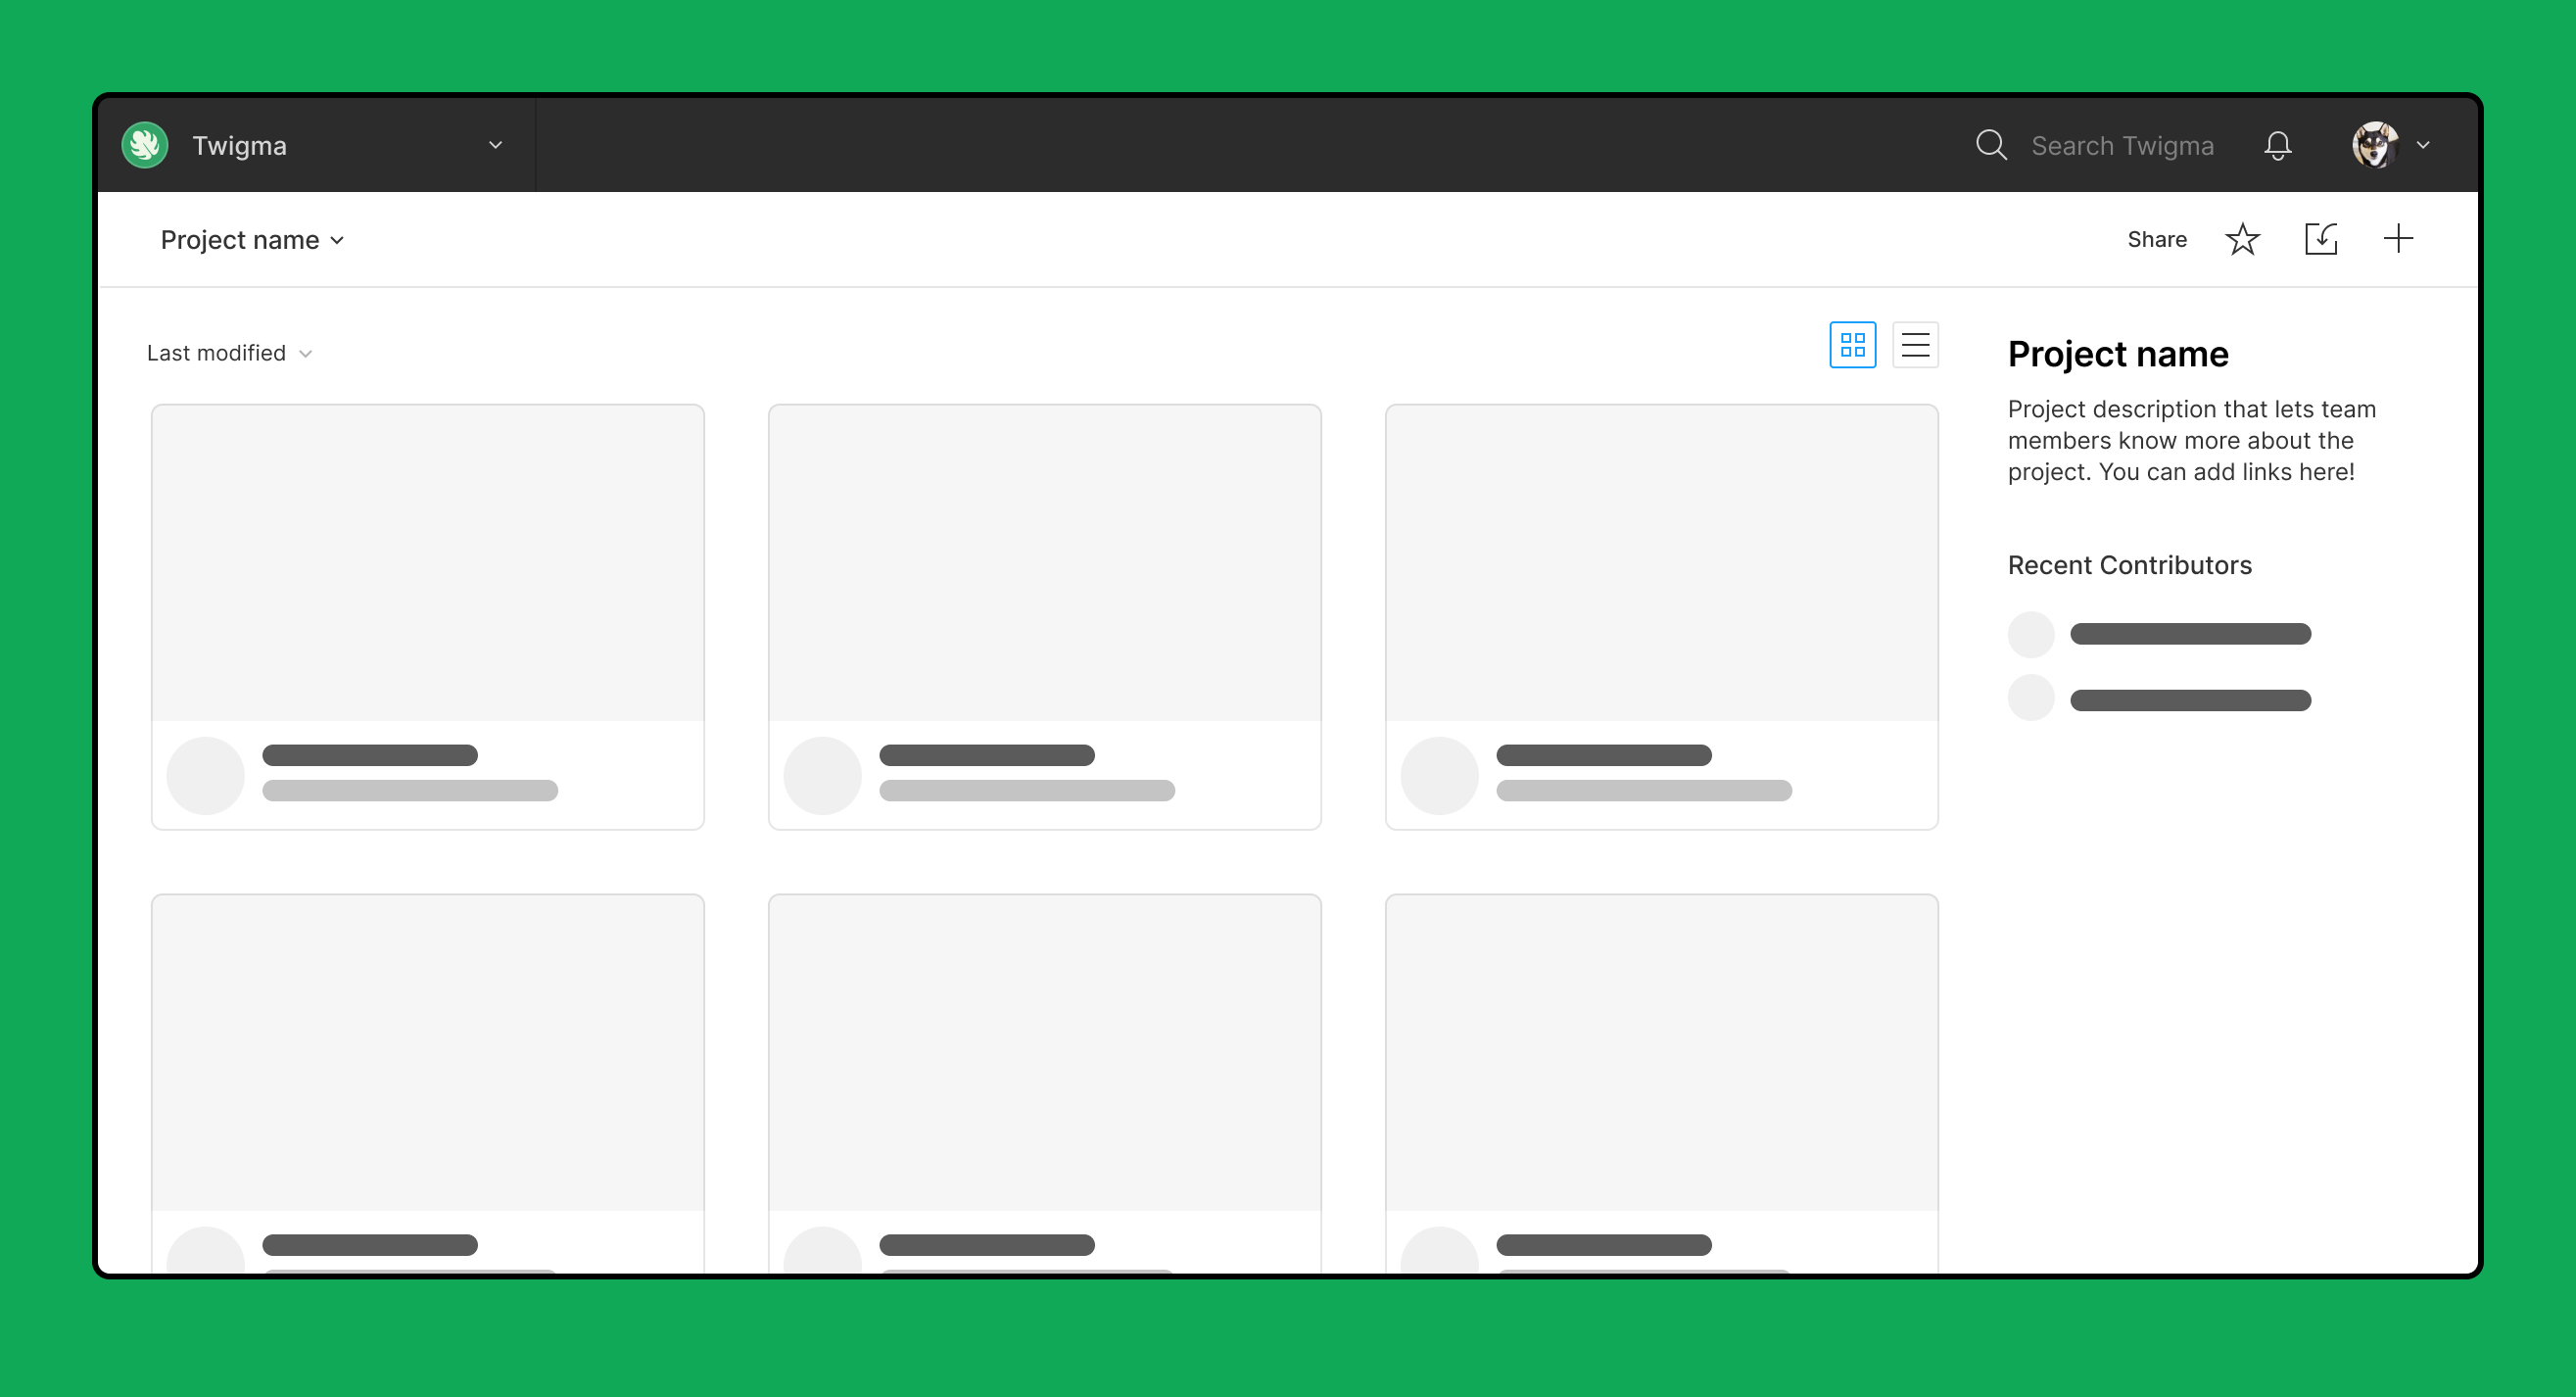 Twigma
Search Twigma
Project name
Share
Last modified
Project name
Project description that lets team
members know more about the
project. You can add links here!
Recent Contributors